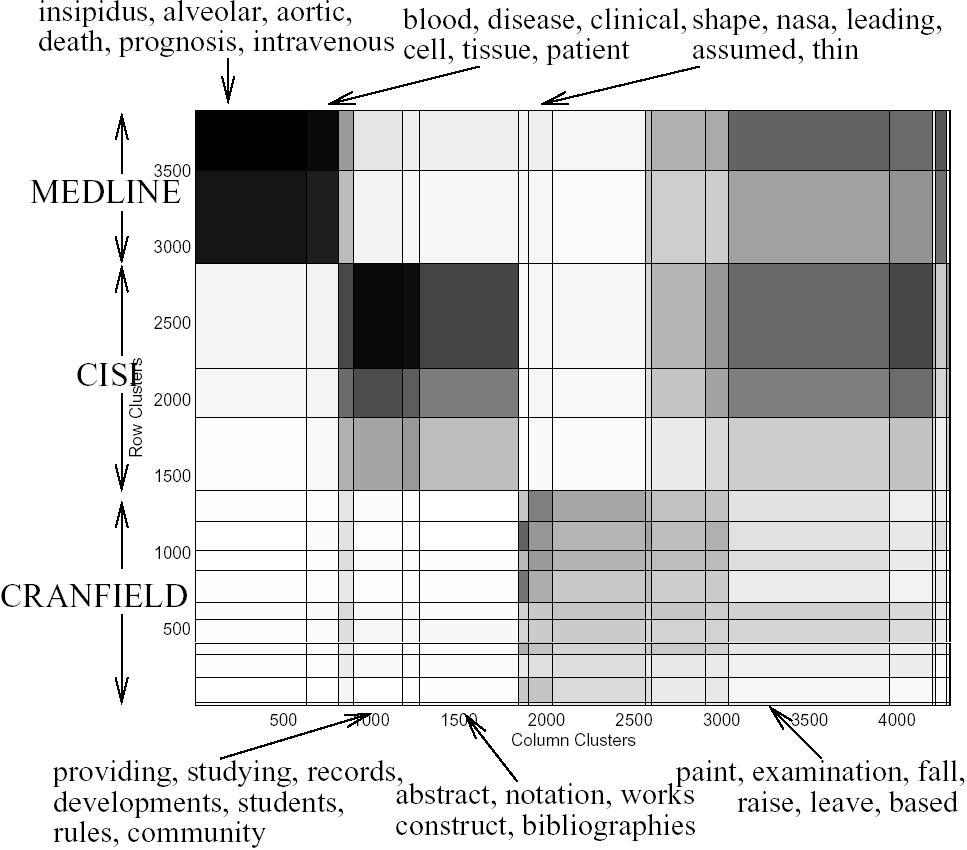 insipidus, alveolar, aortic,
death, prognosis, intravenous
blood, disease, clinical,
cell, tissue, patient
shape, nasa, leading,
assumed, thin
MEDLINE
CISI
CRANFIELD
Row Clusters
3500
3000
2500
2000
1500
1000
500
500
1000
1500
2000
2500
3000
3500
4000
Column Clusters
providing, studying, records,
developments, students,
rules, community
abstract, notation, works
construct, bibliographies
paint, examination, fall,
raise, leave, based